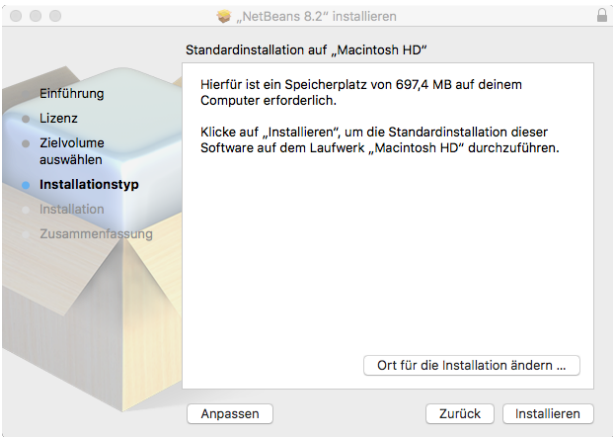 „NetBeans 8.2“ installieren
Standardinstallation auf „Macintosh HD“
Einführung
Lizenz
Zielvolume
auswählen
Installationstyp
Installation
Zusammenfassung
Hierfür ist ein Speicherplatz von 697,4 MB auf deinem
Computer erforderlich.
Klicke auf „Installieren“, um die Standardinstallation dieser
Software auf dem Laufwerk „Macintosh HD“ durchzuführen.
Ort für die Installation ändern ...
Anpassen
Zurück
Installieren